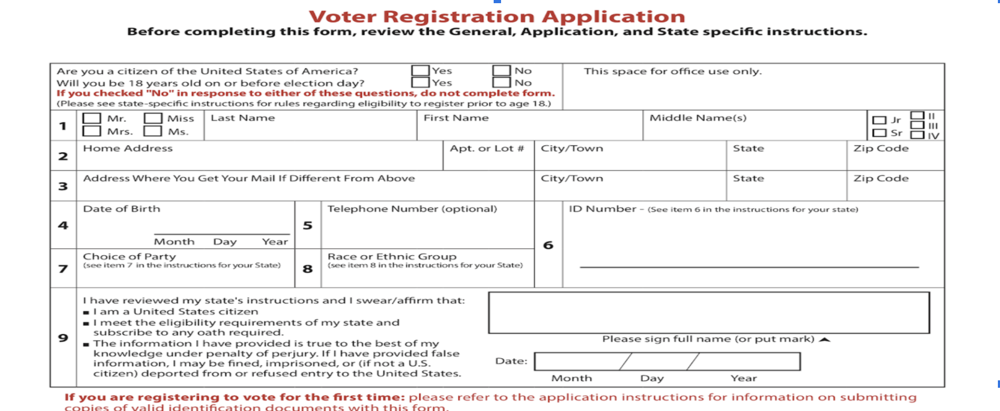 Voter Registration Application
Before completing this form, review the General, Application, and State specific instructions.
Are you a citizen of the United States of America? Yes No This space for office use only.
Will you be 18 years old on or before election day? Yes No
If you checked "No" in response to either of these questions, do not complete form.
(Please see state-specific instructions for rules regarding eligibility to register prior to age 18.)
1 Mr. Miss Last Name First Name Middle Name(s) Jr II
Mrs. Ms. Sr III
IV
2 Home Address Apt. or Lot # City/Town State Zip Code
3 Address Where You Get Your Mail If Different From Above City/Town State Zip Code
4 Date of Birth 5 Telephone Number (optional) 6 ID Number - (See item 6 in the instructions for your state)
Month Day Year
7 Choice of Party 8 Race or Ethnic Group
(see item 7 in the instructions for your State) (see item 8 in the instructions for your State)
9 I have reviewed my state's instructions and I swear/affirm that:
■ I am a United States citizen
■ I meet the eligibility requirements of my state and
subscribe to any oath required.
■ The information I have provided is true to the best of my
knowledge under penalty of perjury. If I have provided false
information, I may be fined, imprisoned, or (if not a U.S.
citizen) deported from or refused entry to the United States.
Please sign full name (or put mark) ▲
Date: / /
Month Day Year
If you are registering to vote for the first time: please refer to the application instructions for information on submitting
copies of valid identification documents with this form.